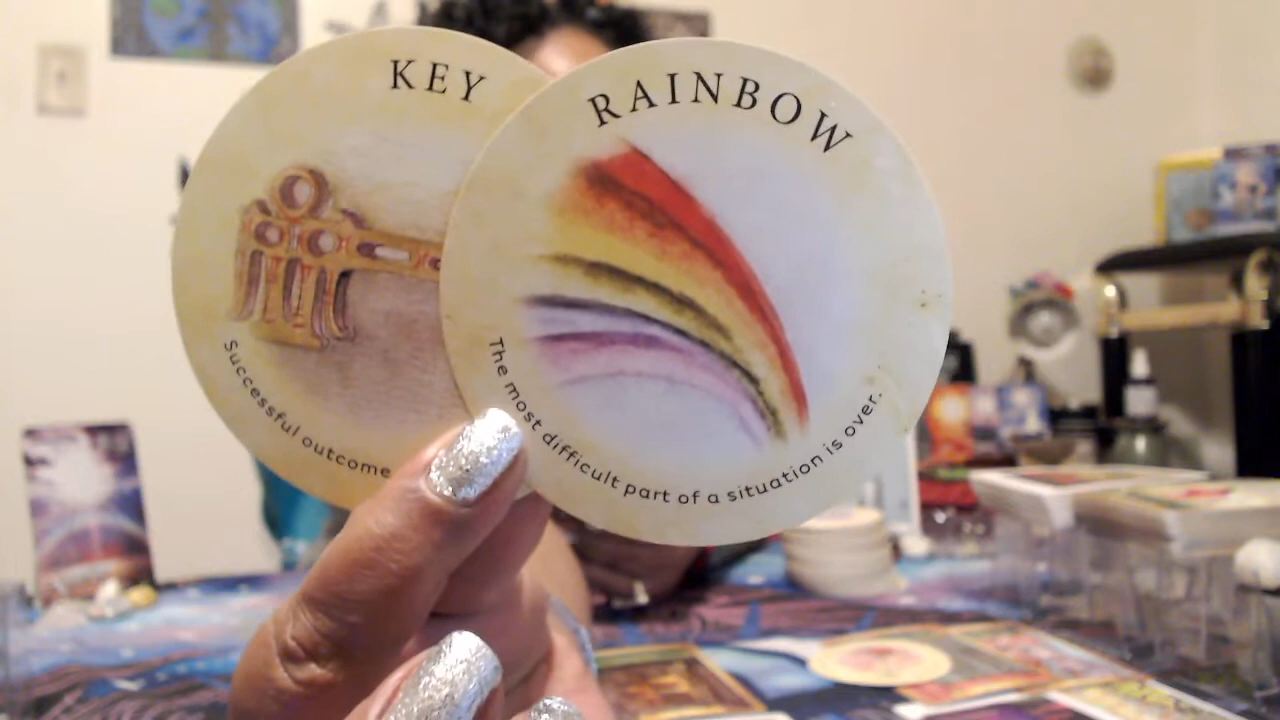 KEY
Successful outcome
RAINBOW
The most difficult part of a situation is over.